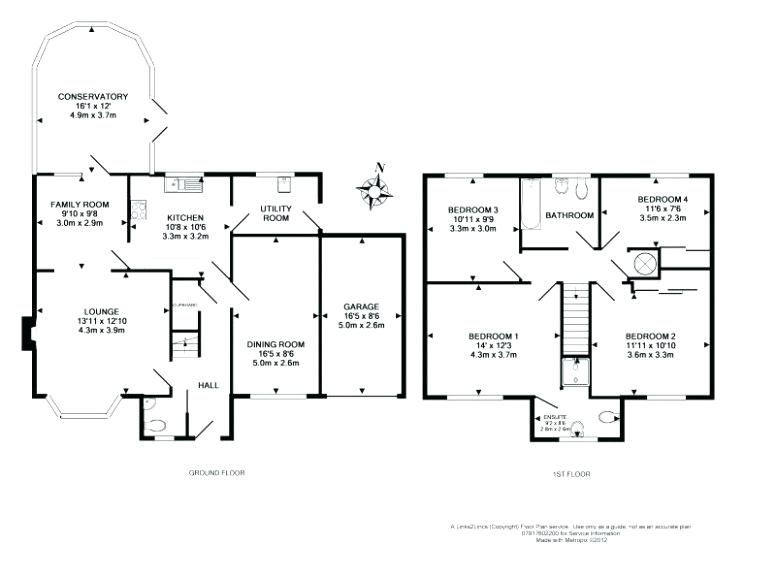 CONSERVATORY
16'1 x 12'
4.9m x 3.7m
N
FAMILY ROOM
9'10 x 9'8
3.0m x 2.9m
KITCHEN
10'8 x 10'6
3.3m x 3.2m
UTILITY
ROOM
LOUNGE
13'11 x 12'10
4.3m x 3.9m
CUPBOARD
DINING ROOM
16'5 x 8'6
5.0m x 2.6m
GARAGE
16'5 x 8'6
5.0m x 2.6m
HALL
GROUND FLOOR
BEDROOM 3
10'11 x 9'9
3.3m x 3.0m
BATHROOM
BEDROOM 4
11'6 x 7'6
3.5m x 2.3m
BEDROOM 1
14' x 12'3
4.3m x 3.7m
BEDROOM 2
11'11 x 10'10
3.6m x 3.3m
ENSUITE
9'2 x 8'6
2.8m x 2.6m
1ST FLOOR
A Links2Lincs (Copyright) Floor Plan service. Use only as a guide, not as an accurate plan
07917802200 for Service Information
Made with Metropix ©2012